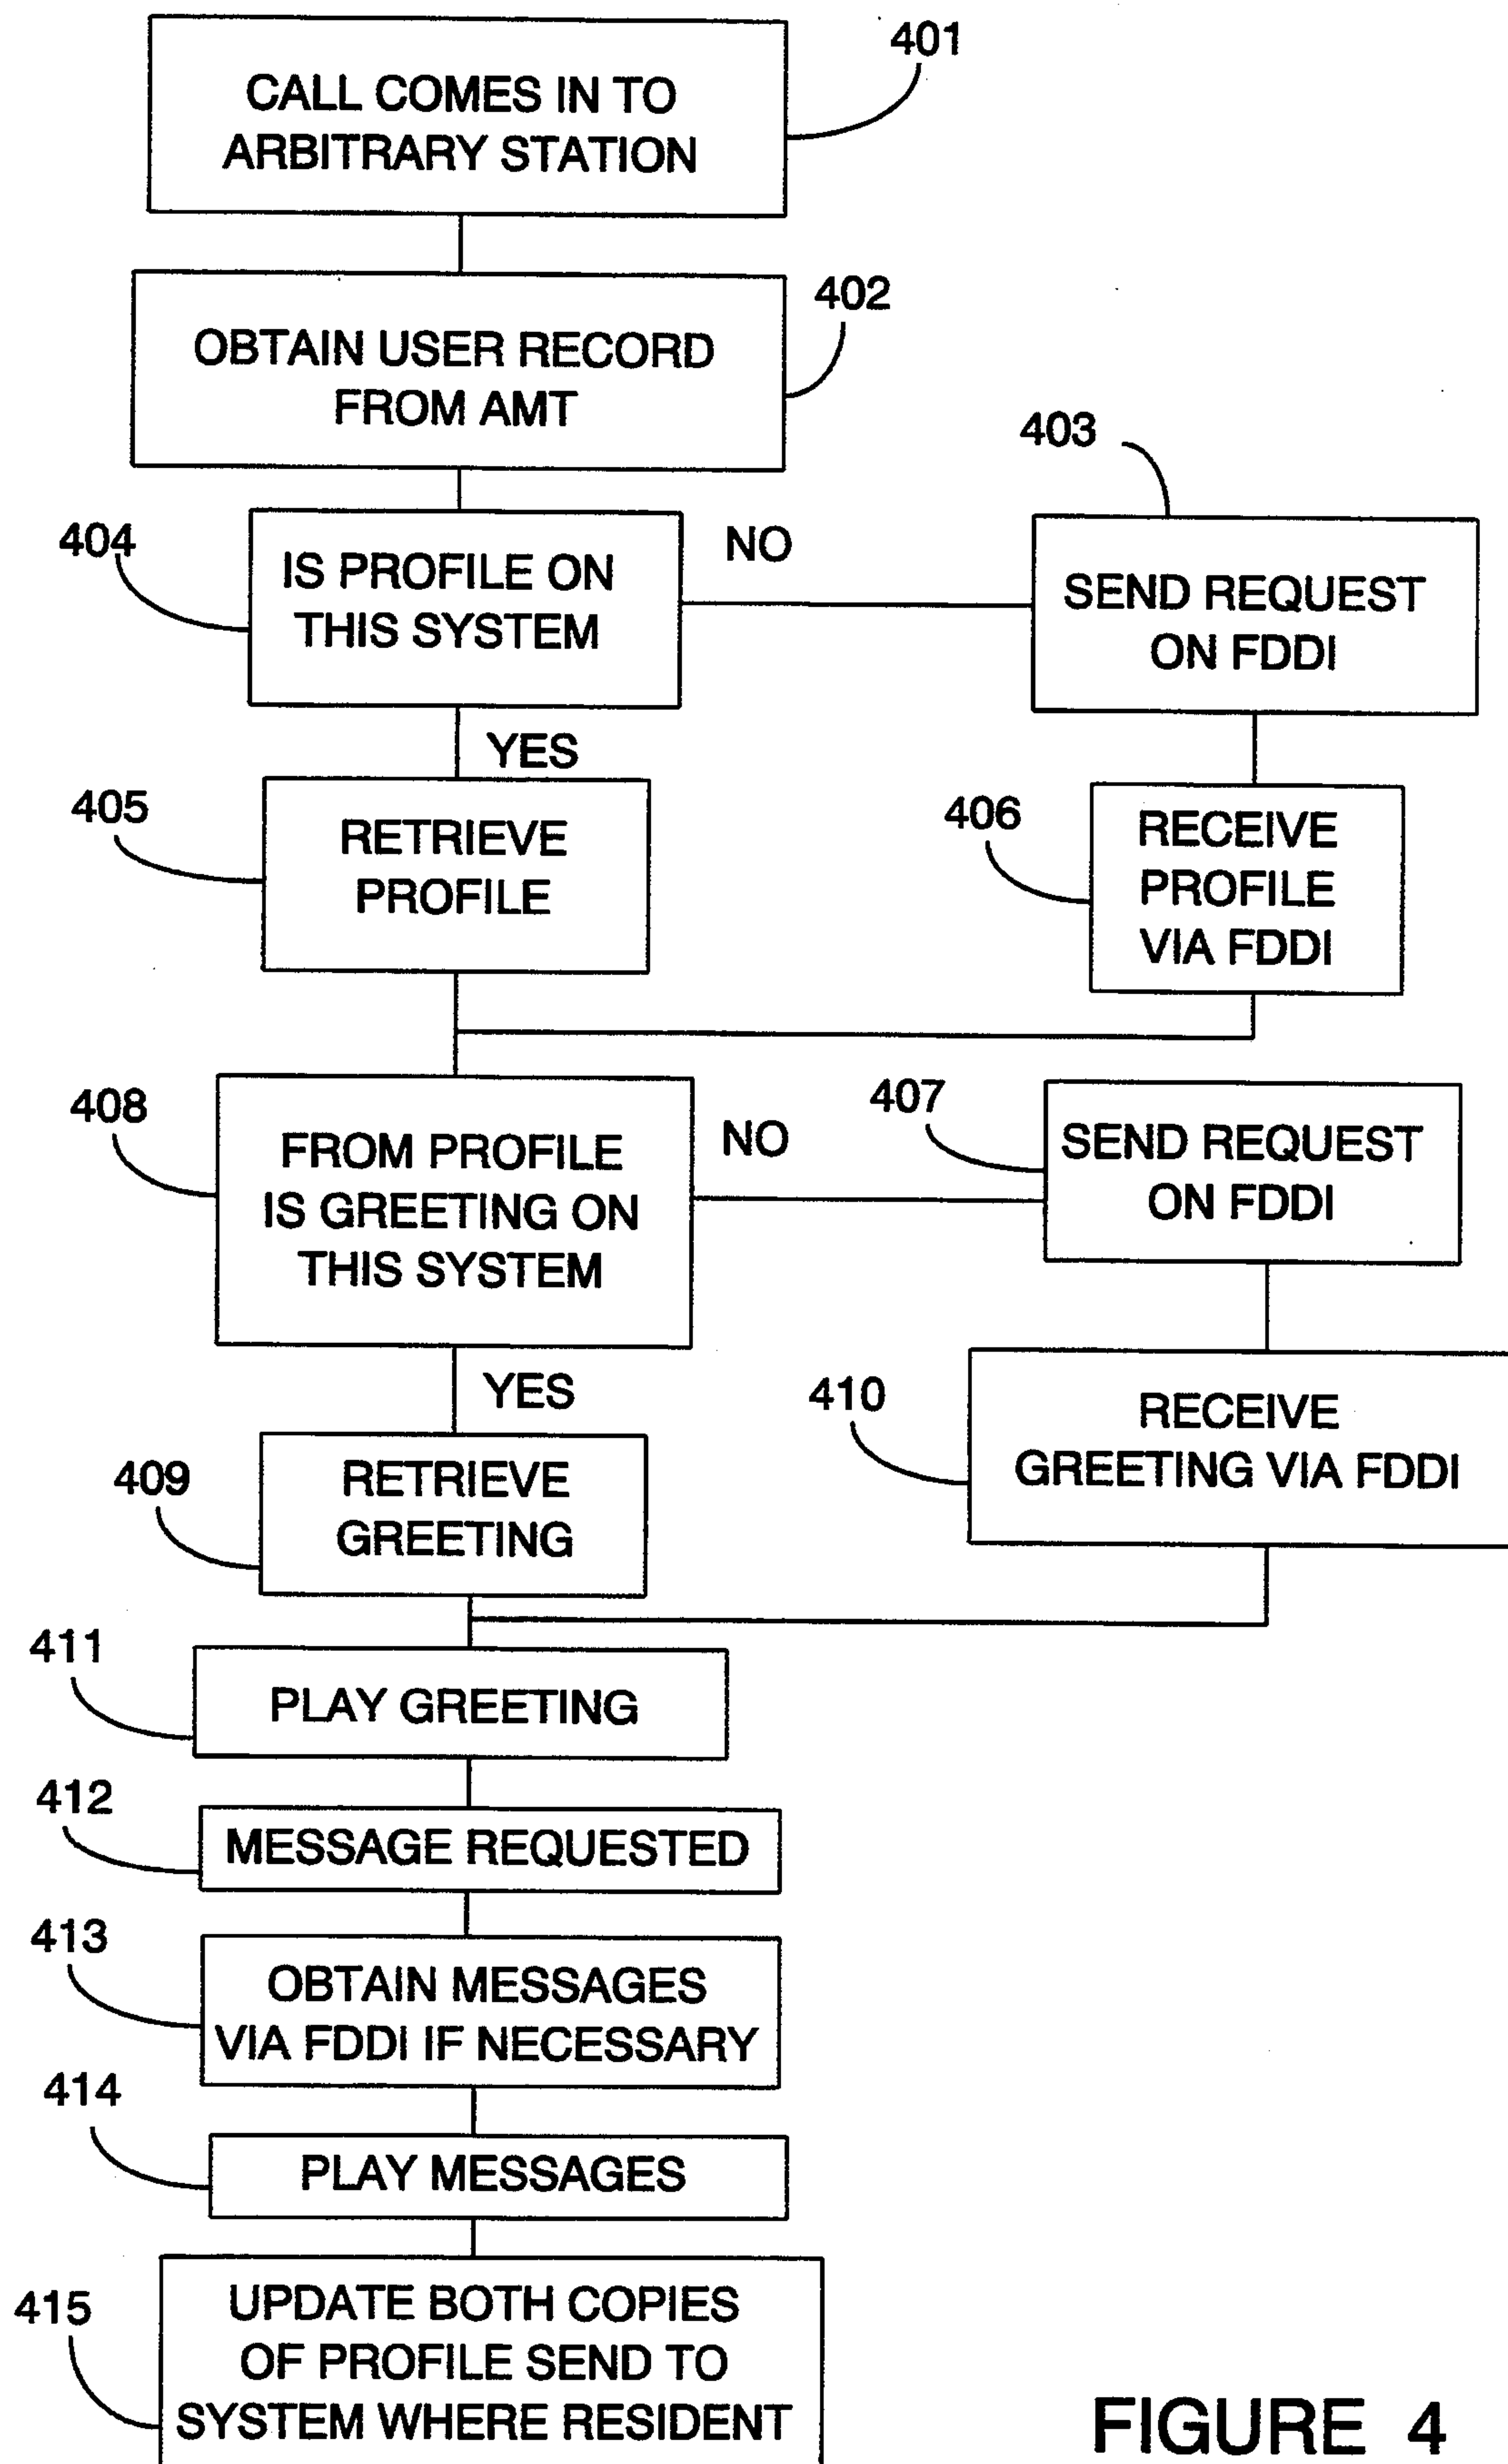 401
CALL COMES IN TO
ARBITRARY STATION
402
OBTAIN USER RECORD
FROM AMT
403
404
IS PROFILE ON
THIS SYSTEM
NO
SEND REQUEST
ON FDDI
YES
405
RETRIEVE
PROFILE
406
RECEIVE
PROFILE
VIA FDDI
408
FROM PROFILE
IS GREETING ON
THIS SYSTEM
NO
407
SEND REQUEST
ON FDDI
YES
409
RETRIEVE
GREETING
410
RECEIVE
GREETING VIA FDDI
411
PLAY GREETING
412
MESSAGE REQUESTED
413
OBTAIN MESSAGES
VIA FDDI IF NECESSARY
414
PLAY MESSAGES
415
UPDATE BOTH COPIES
OF PROFILE SEND TO
SYSTEM WHERE RESIDENT
FIGURE 4